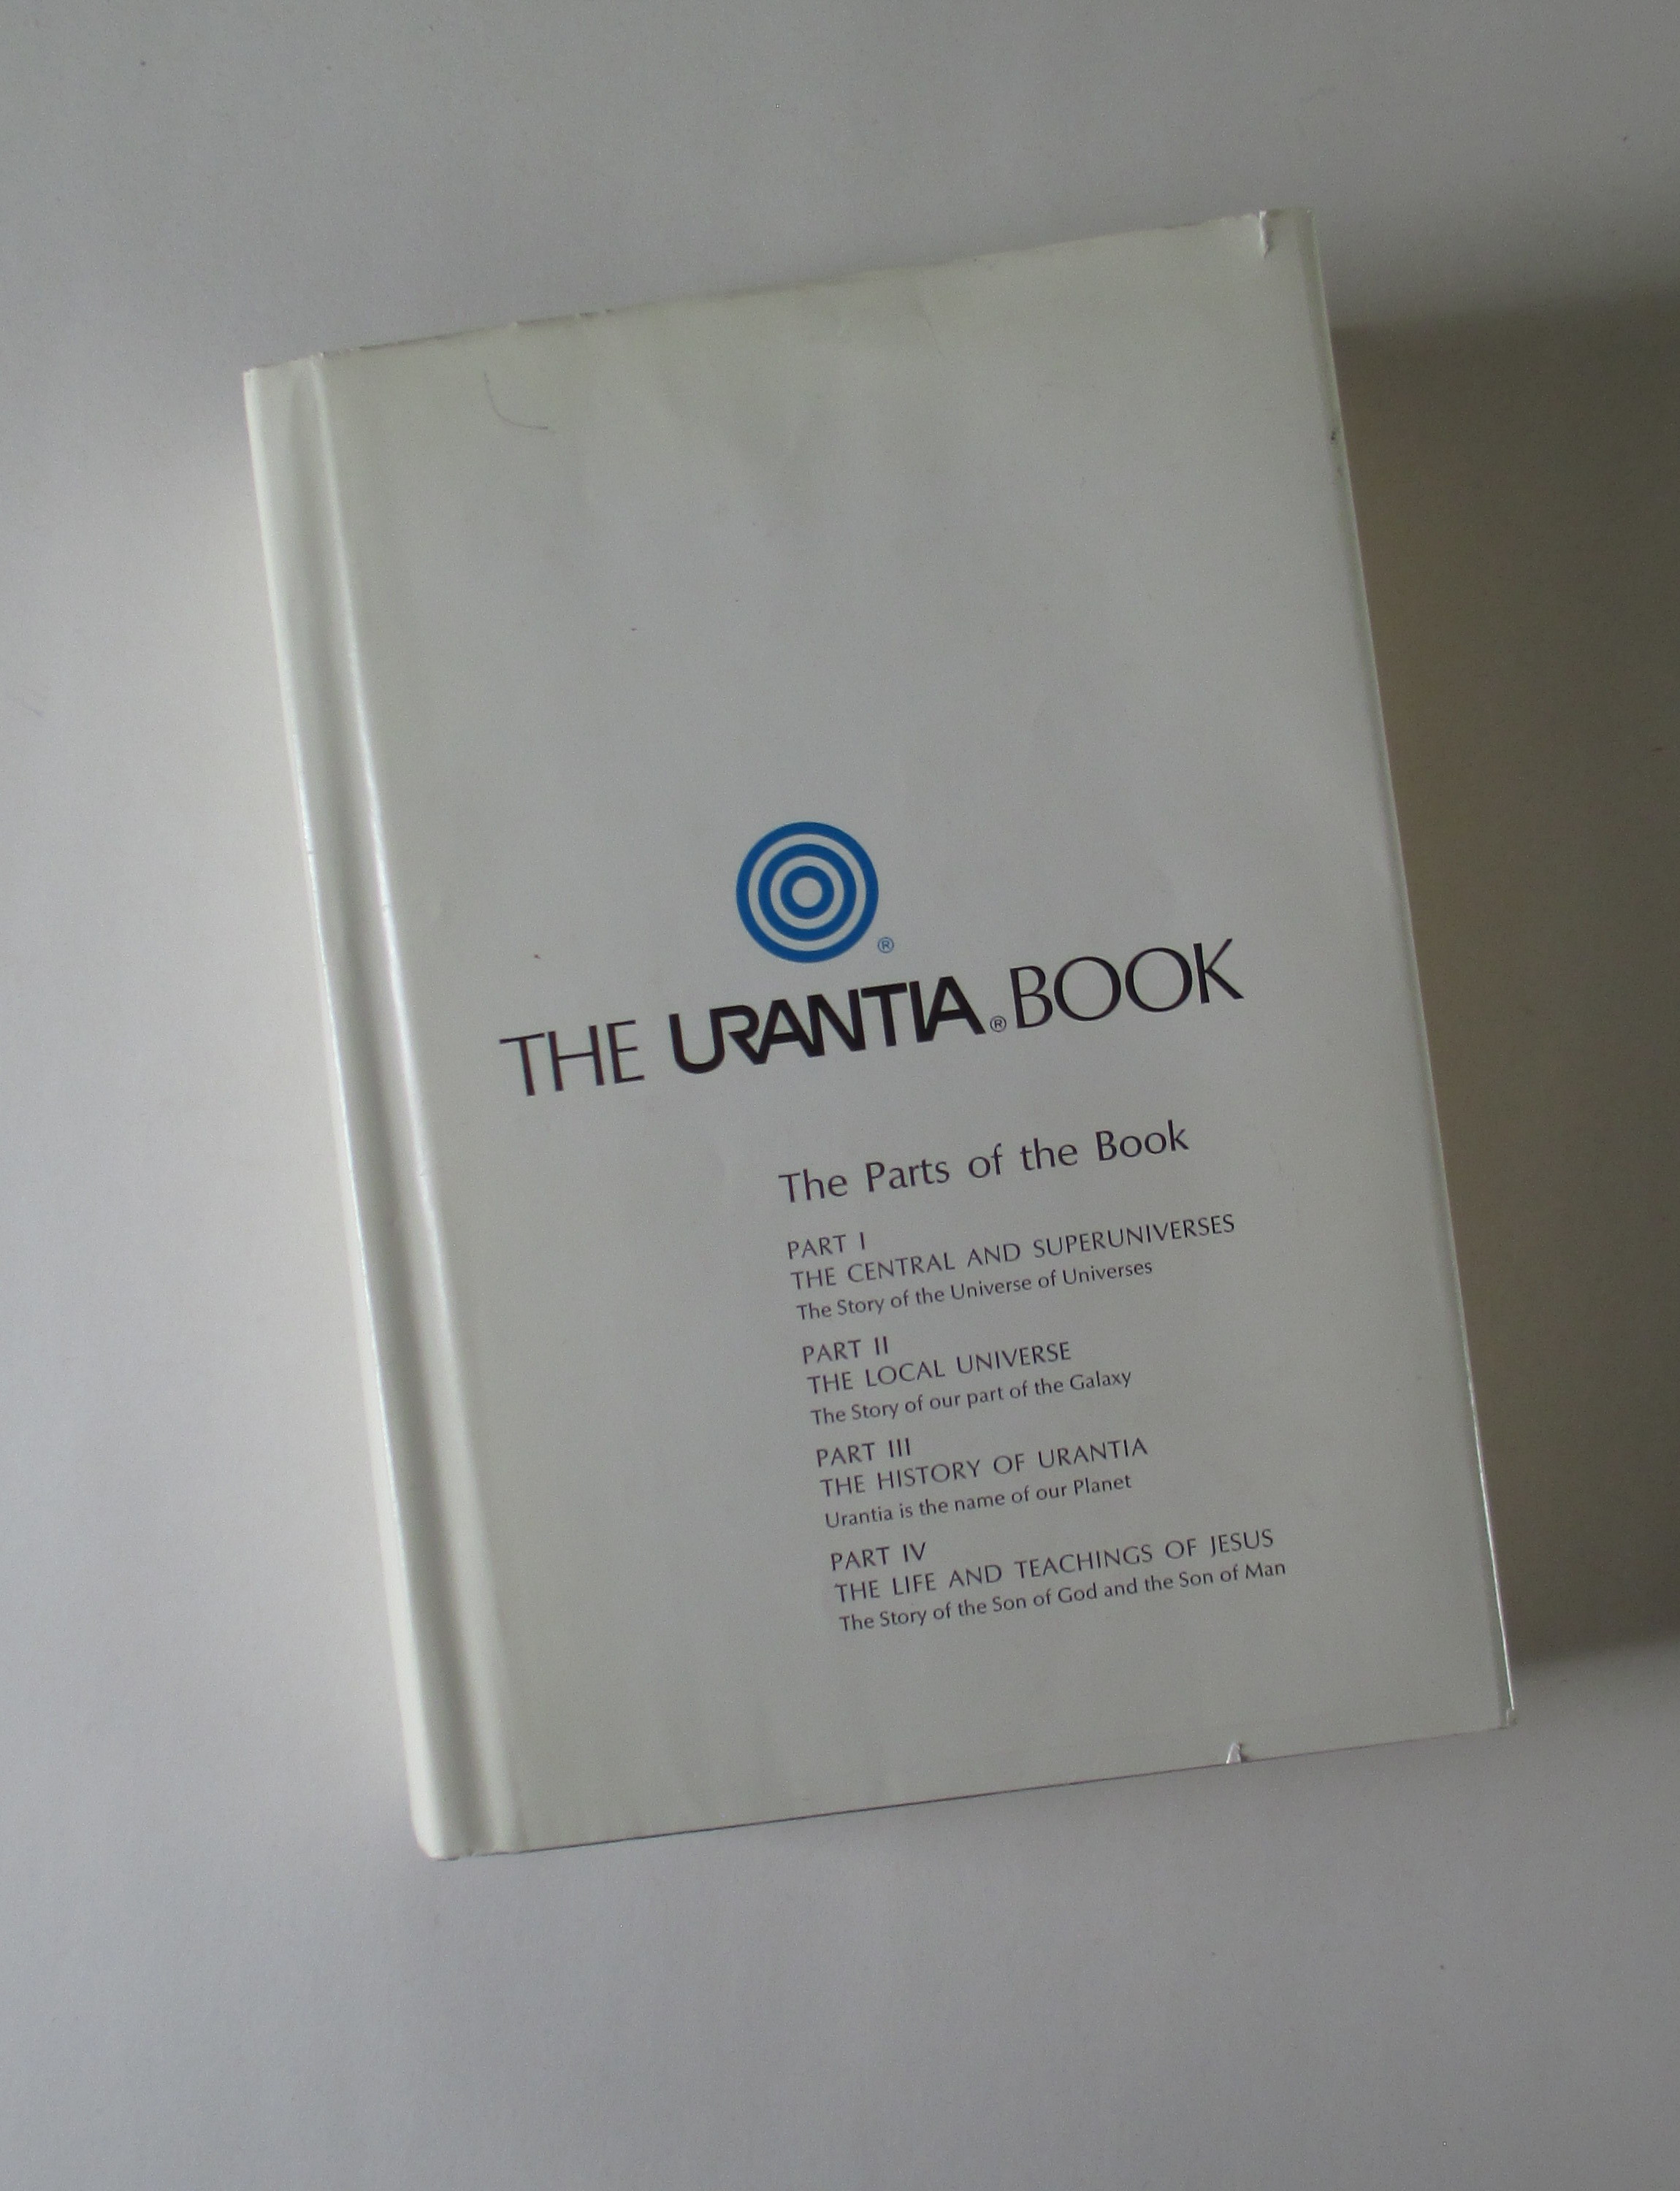 ®
THE URANTIA® BOOK
The Parts of the Book
PART I
THE CENTRAL AND SUPERUNIVERSES
The Story of the Universe of Universes
PART II
THE LOCAL UNIVERSE
The Story of our part of the Galaxy
PART III
THE HISTORY OF URANTIA
Urantia is the name of our Planet
PART IV
THE LIFE AND TEACHINGS OF JESUS
The Story of the Son of God and the Son of Man